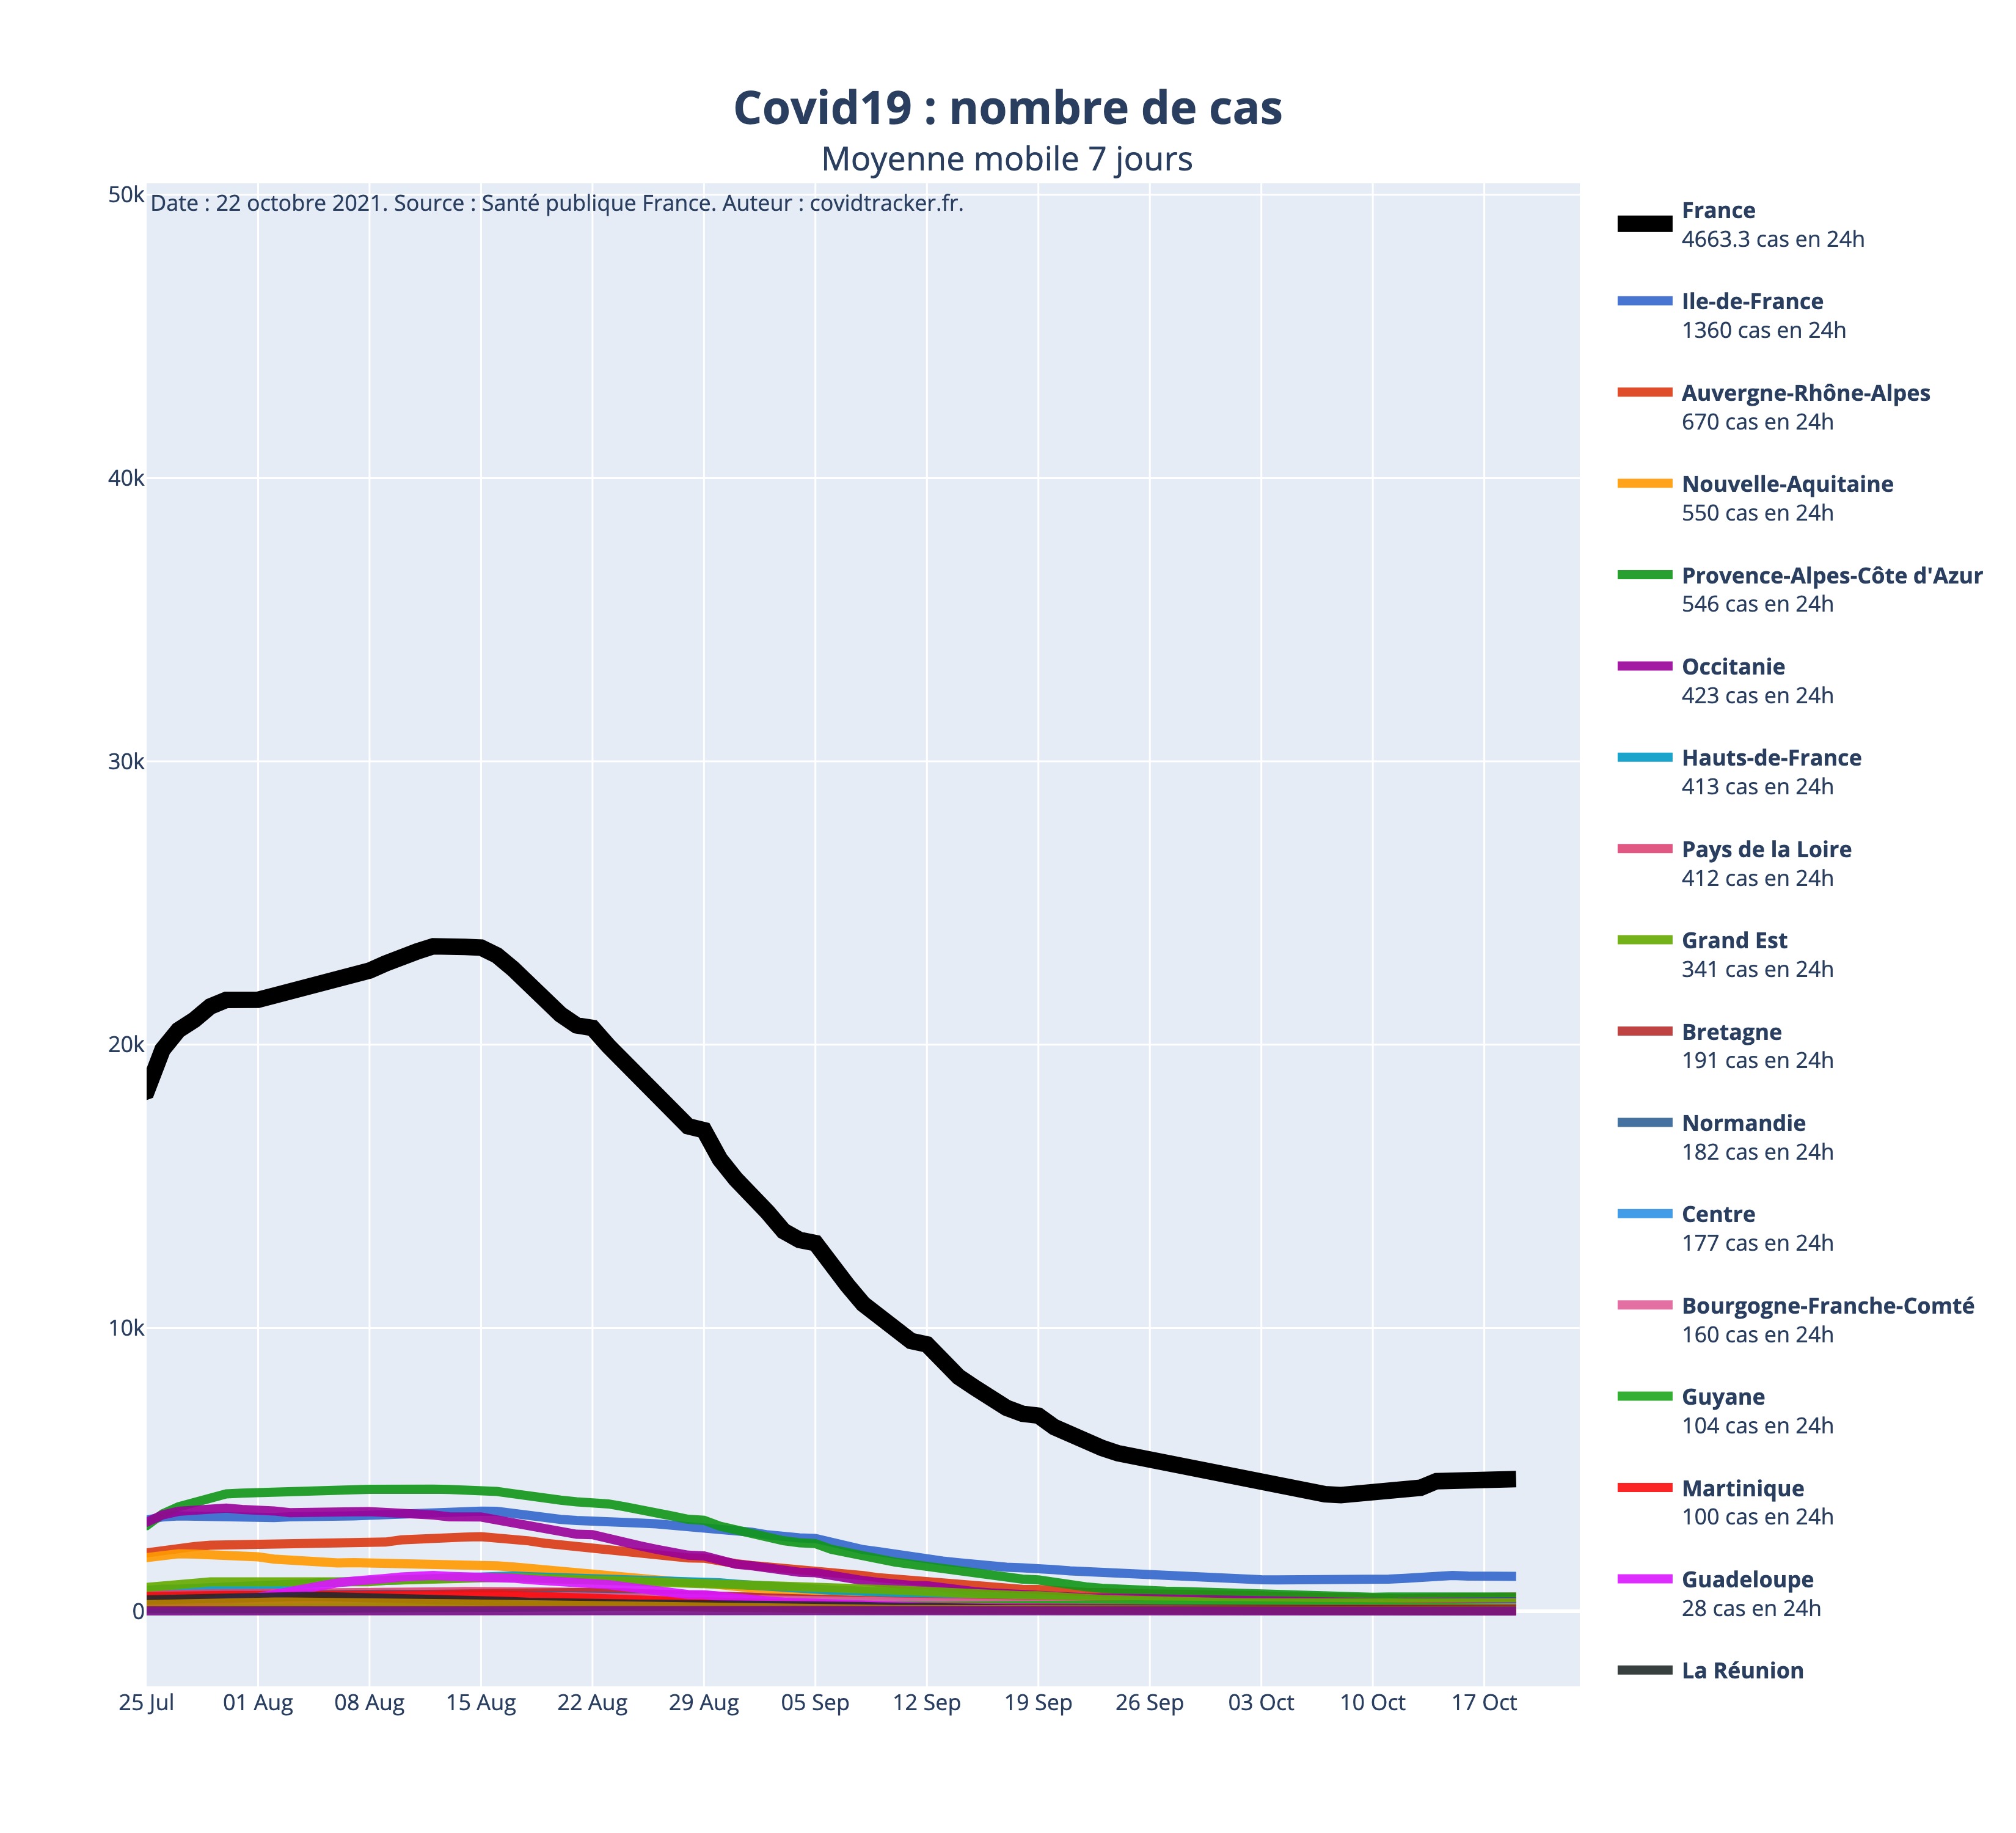 Covid19 : nombre de cas
Moyenne mobile 7 jours
Date : 22 octobre 2021. Source : Santé publique France. Auteur : covidtracker.fr.
50k
40k
30k
20k
10k
0
25 Jul
01 Aug
08 Aug
15 Aug
22 Aug
29 Aug
05 Sep
12 Sep
19 Sep
26 Sep
03 Oct
10 Oct
17 Oct
France
4663.3 cas en 24h
Ile-de-France
1360 cas en 24h
Auvergne-Rhône-Alpes
670 cas en 24h
Nouvelle-Aquitaine
550 cas en 24h
Provence-Alpes-Côte d'Azur
546 cas en 24h
Occitanie
423 cas en 24h
Hauts-de-France
413 cas en 24h
Pays de la Loire
412 cas en 24h
Grand Est
341 cas en 24h
Bretagne
191 cas en 24h
Normandie
182 cas en 24h
Centre
177 cas en 24h
Bourgogne-Franche-Comté
160 cas en 24h
Guyane
104 cas en 24h
Martinique
100 cas en 24h
Guadeloupe
28 cas en 24h
La Réunion